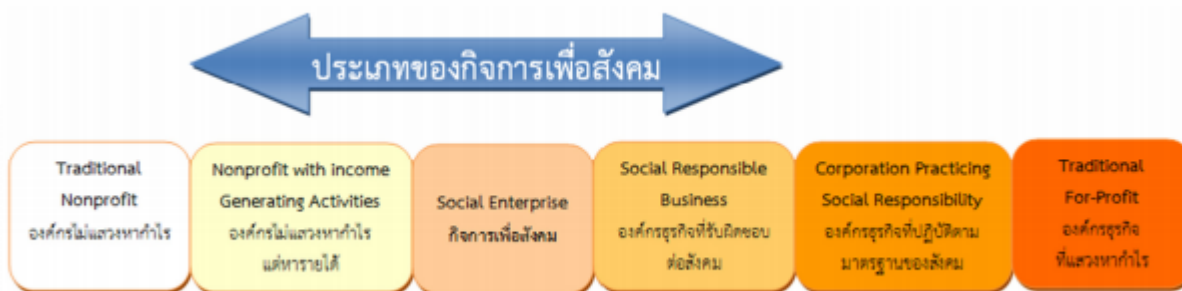 ประเภทของกิจการเพื่อสังคม
Traditional
Nonprofit
องค์กรไม่แสวงหากำไร
Nonprofit with income
Generating Activities
องค์กรไม่แสวงหากำไร
แต่หารายได้
Social Enterprise
กิจการเพื่อสังคม
Social Responsible
Business
องค์กรธุรกิจที่รับผิดชอบ
ต่อสังคม
Corporation Practicing
Social Responsibility
องค์กรธุรกิจที่ปฏิบัติตาม
มาตรฐานของสังคม
Traditional
For-Profit
องค์กรธุรกิจ
ที่แสวงหากำไร